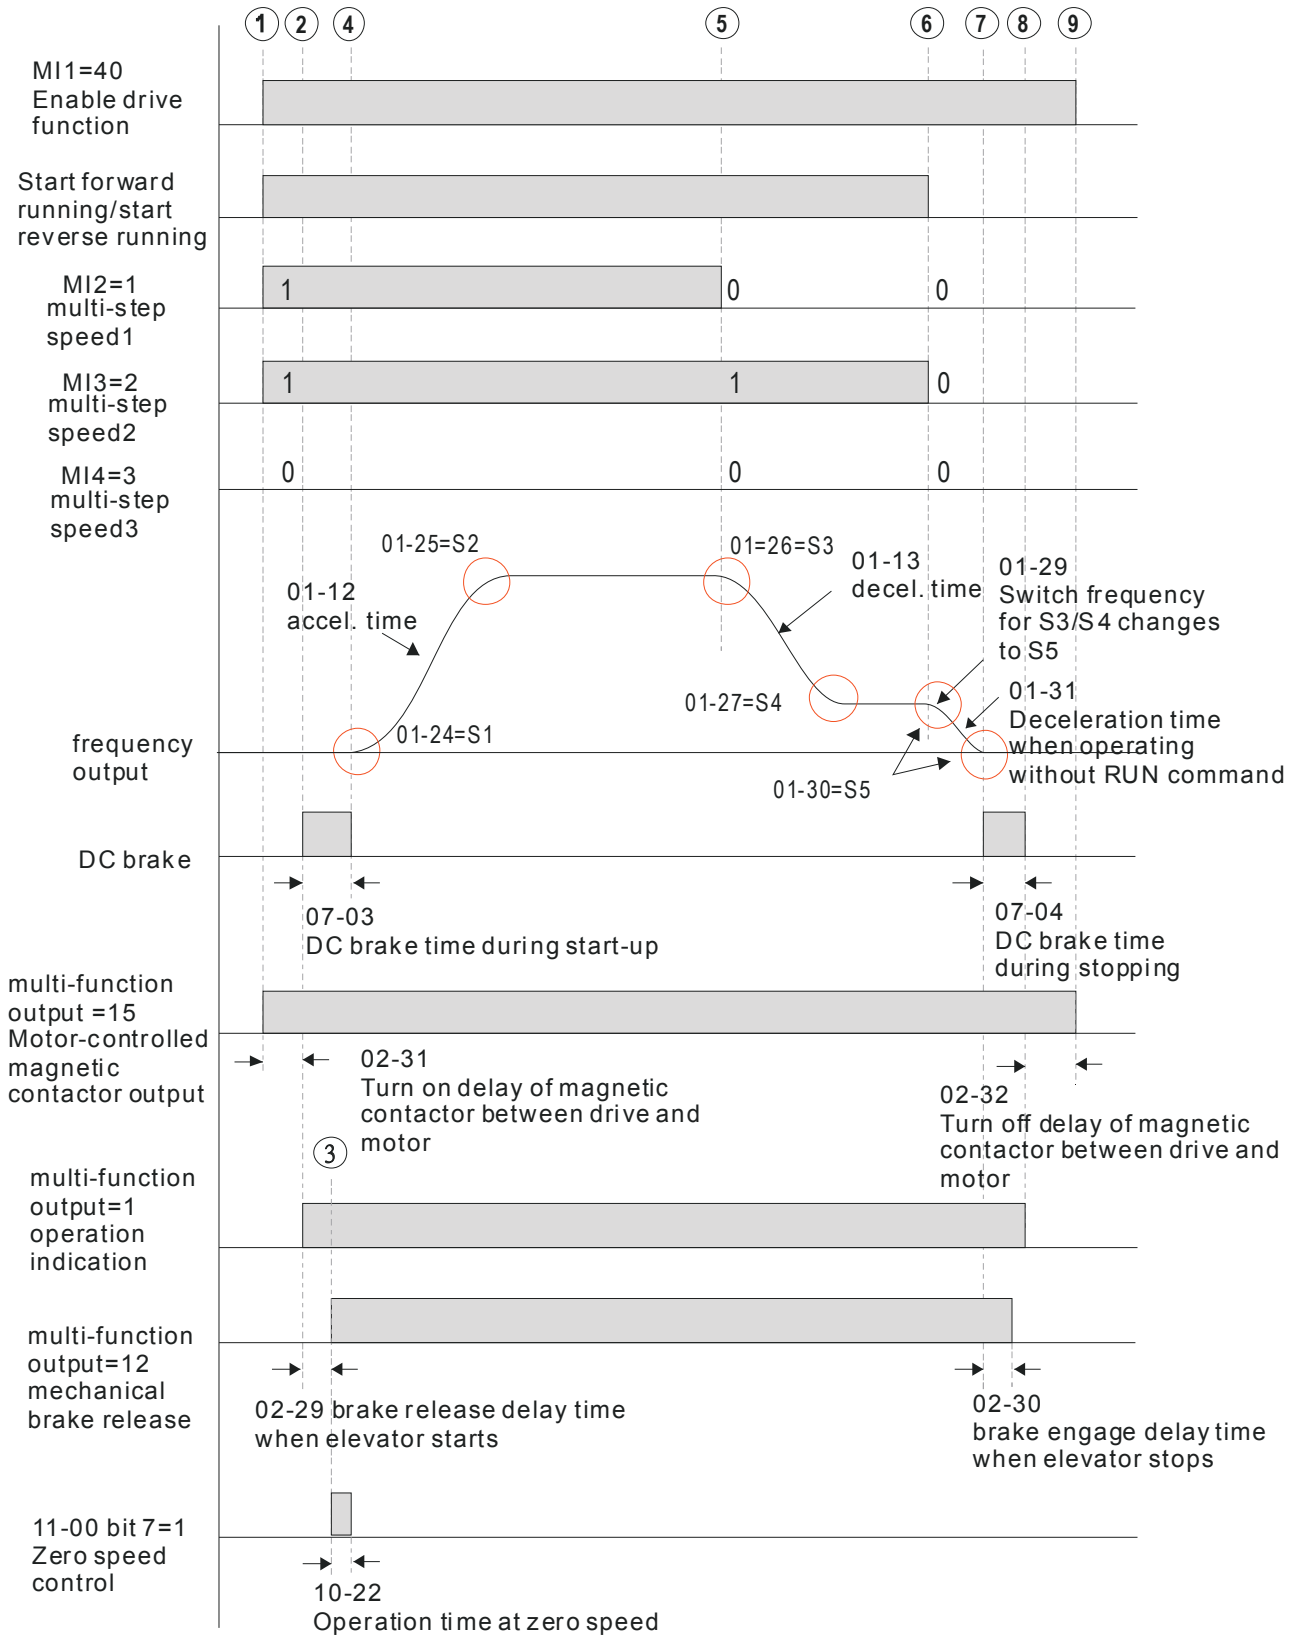 1 2 4 5 6 7 8 9
MI1=40
Enable drive
function
Start forward
running/start
reverse running
MI2=1
multi-step
speed1
1 0 0
MI3=2
multi-step
speed2
1 1 0
MI4=3
multi-step
speed3
0 0 0
01-25=S2
01=26=S3
01-12
accel. time
01-13
decel. time
01-29
Switch frequency
for S3/S4 changes
to S5
01-27=S4
01-24=S1
01-31
Deceleration time
when operating
without RUN command
01-30=S5
frequency
output
DC brake
07-03
DC brake time during start-up
07-04
DC brake time
during stopping
multi-function
output =15
Motor-controlled
magnetic
contactor output
02-31
Turn on delay of magnetic
contactor between drive and
motor
02-32
Turn off delay of magnetic
contactor between drive and
motor
3
multi-function
output=1
operation
indication
multi-function
output=12
mechanical
brake release
02-29 brake release delay time
when elevator starts
02-30
brake engage delay time
when elevator stops
11-00 bit 7=1
Zero speed
control
10-22
Operation time at zero speed